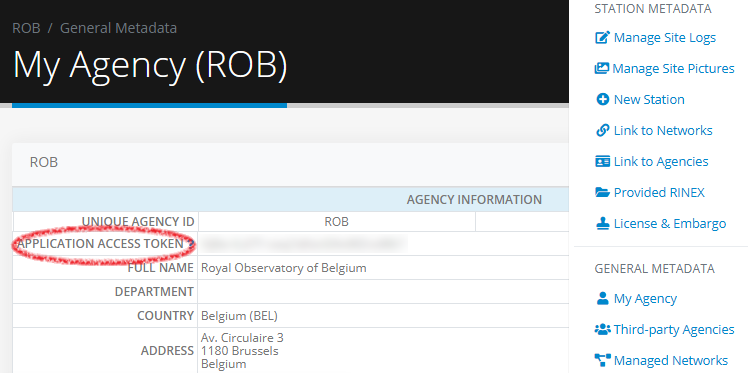 ROB / General Metadata
My Agency (ROB)
ROB
AGENCY INFORMATION
UNIQUE AGENCY ID ROB
APPLICATION ACCESS TOKEN ?
FULL NAME Royal Observatory of Belgium
DEPARTMENT
COUNTRY Belgium (BEL)
ADDRESS Av. Circulaire 3
1180 Brussels
Belgium
STATION METADATA
Manage Site Logs
Manage Site Pictures
New Station
Link to Networks
Link to Agencies
Provided RINEX
License & Embargo
GENERAL METADATA
My Agency
Third-party Agencies
Managed Networks